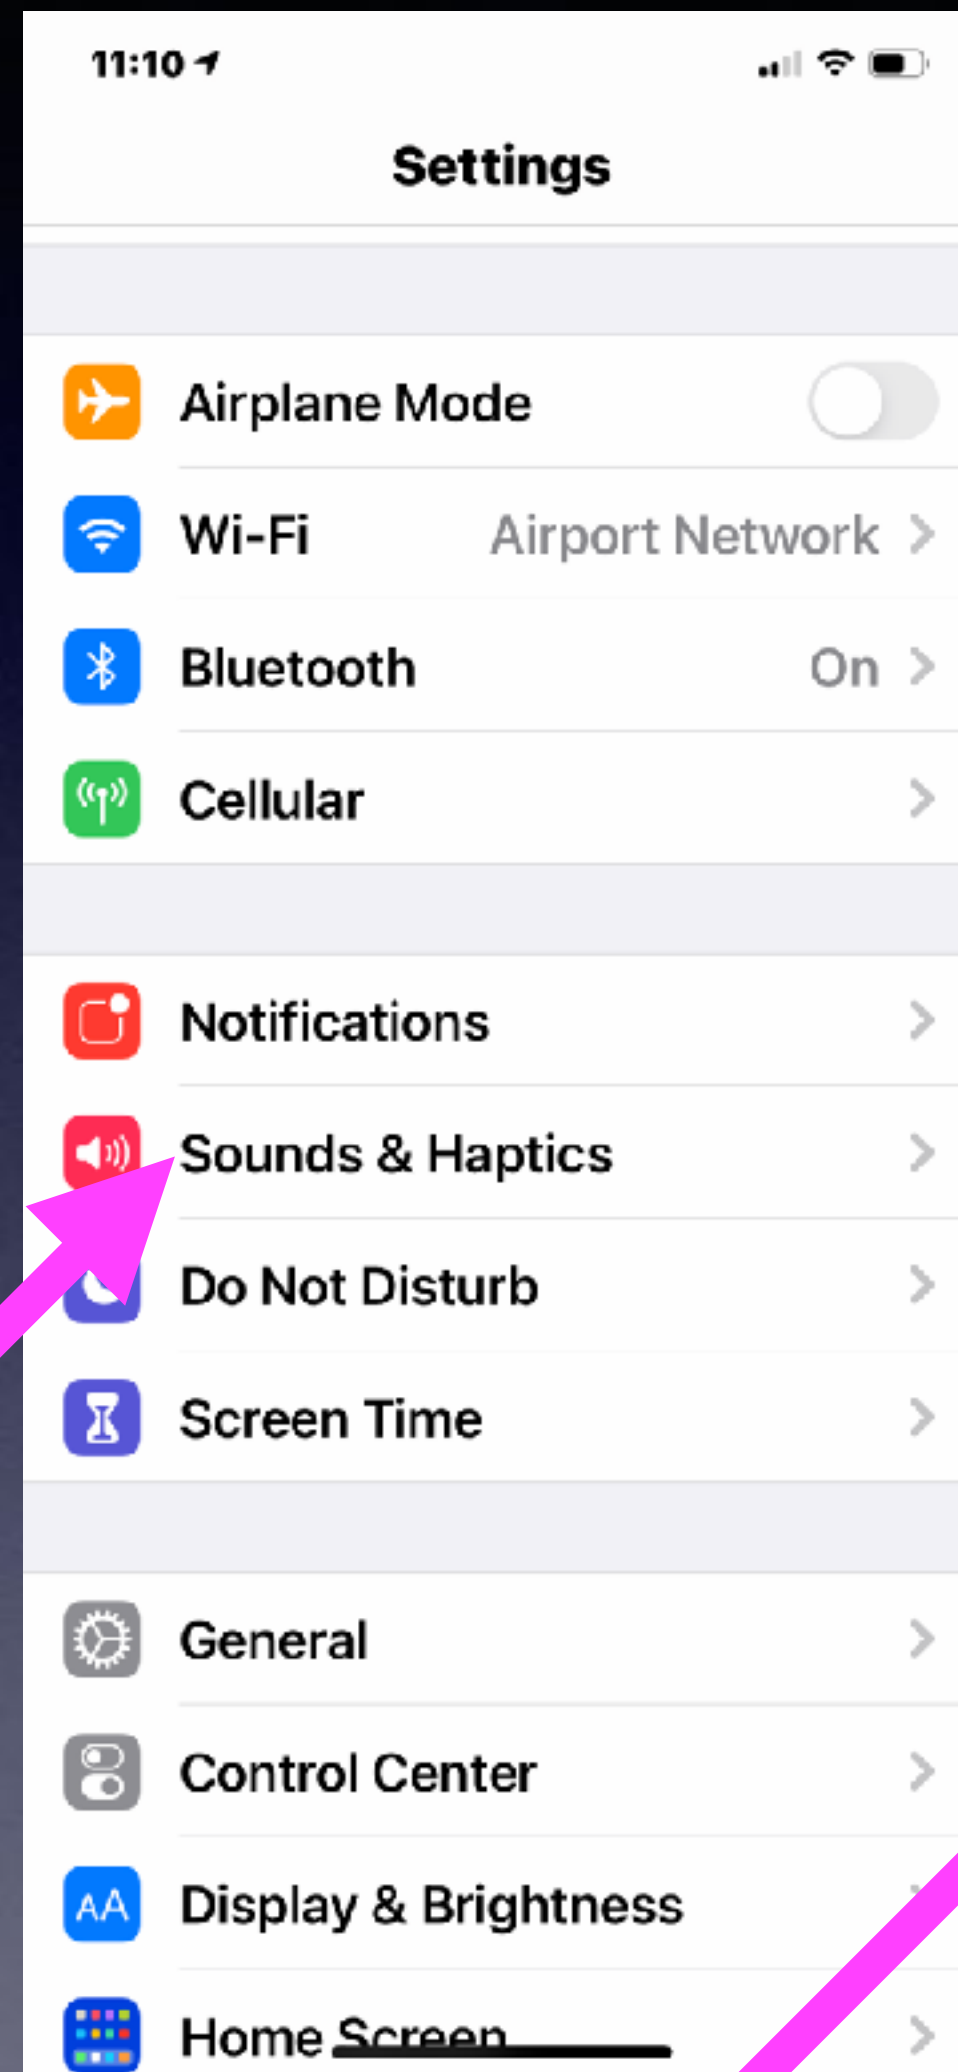 11:10
Settings
Airplane Mode
Wi-Fi Airport Network
Bluetooth On
Cellular
Notifications
Sounds & Haptics
Do Not Disturb
Screen Time
General
Control Center
AA Display & Brightness
Home Screen